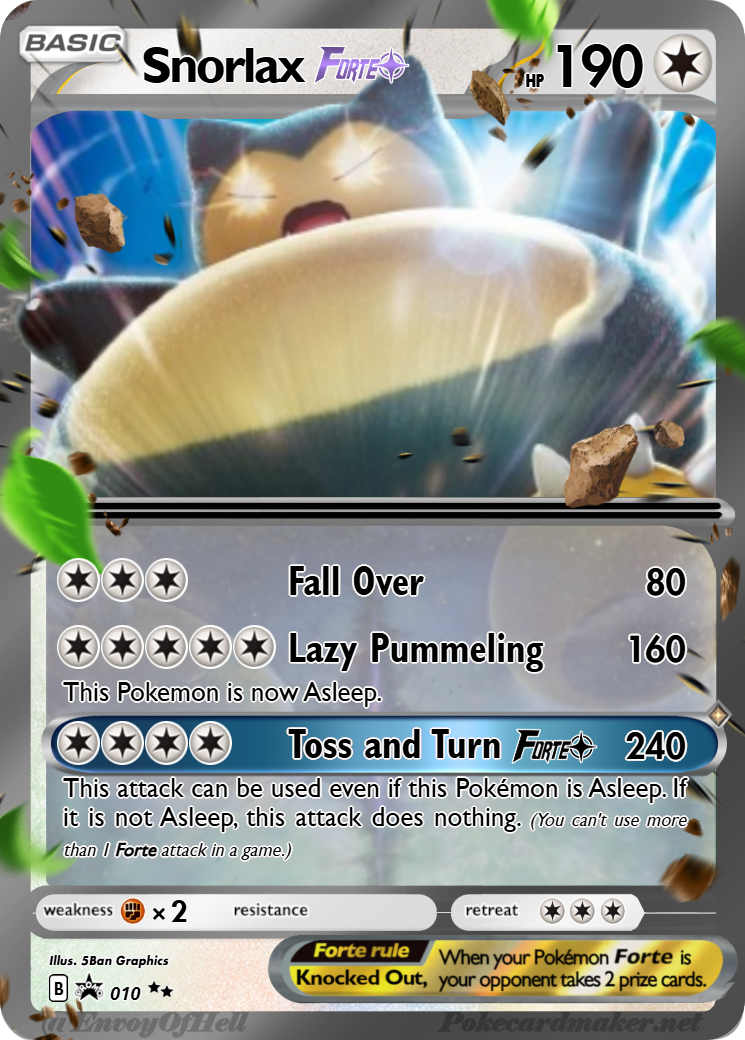 BASIC
Snorlax FORTE HP 190
Fall Over 80
Lazy Pummeling 160
This Pokemon is now Asleep.
Toss and Turn FORTE 240
This attack can be used even if this Pokémon is Asleep. If
it is not Asleep, this attack does nothing. (You can't use more
than 1 Forte attack in a game.)
weakness × 2 resistance retreat
Illus. 5Ban Graphics
B 010
Forte rule When your Pokémon Forte is
Knocked Out, your opponent takes 2 prize cards.
@EnvoyOfHell Pokecardmaker.net